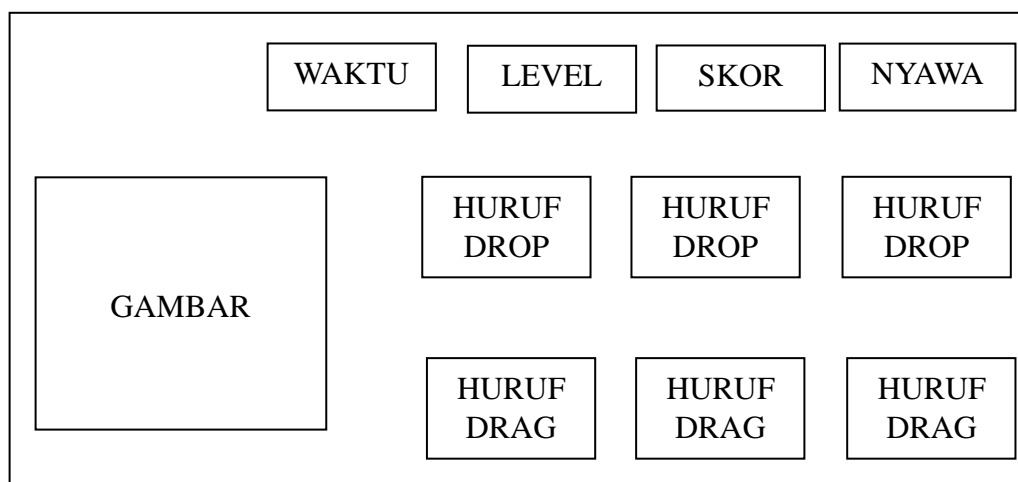 WAKTU
LEVEL
SKOR
NYAWA
HURUF
DROP
HURUF
DROP
HURUF
DROP
GAMBAR
HURUF
DRAG
HURUF
DRAG
HURUF
DRAG